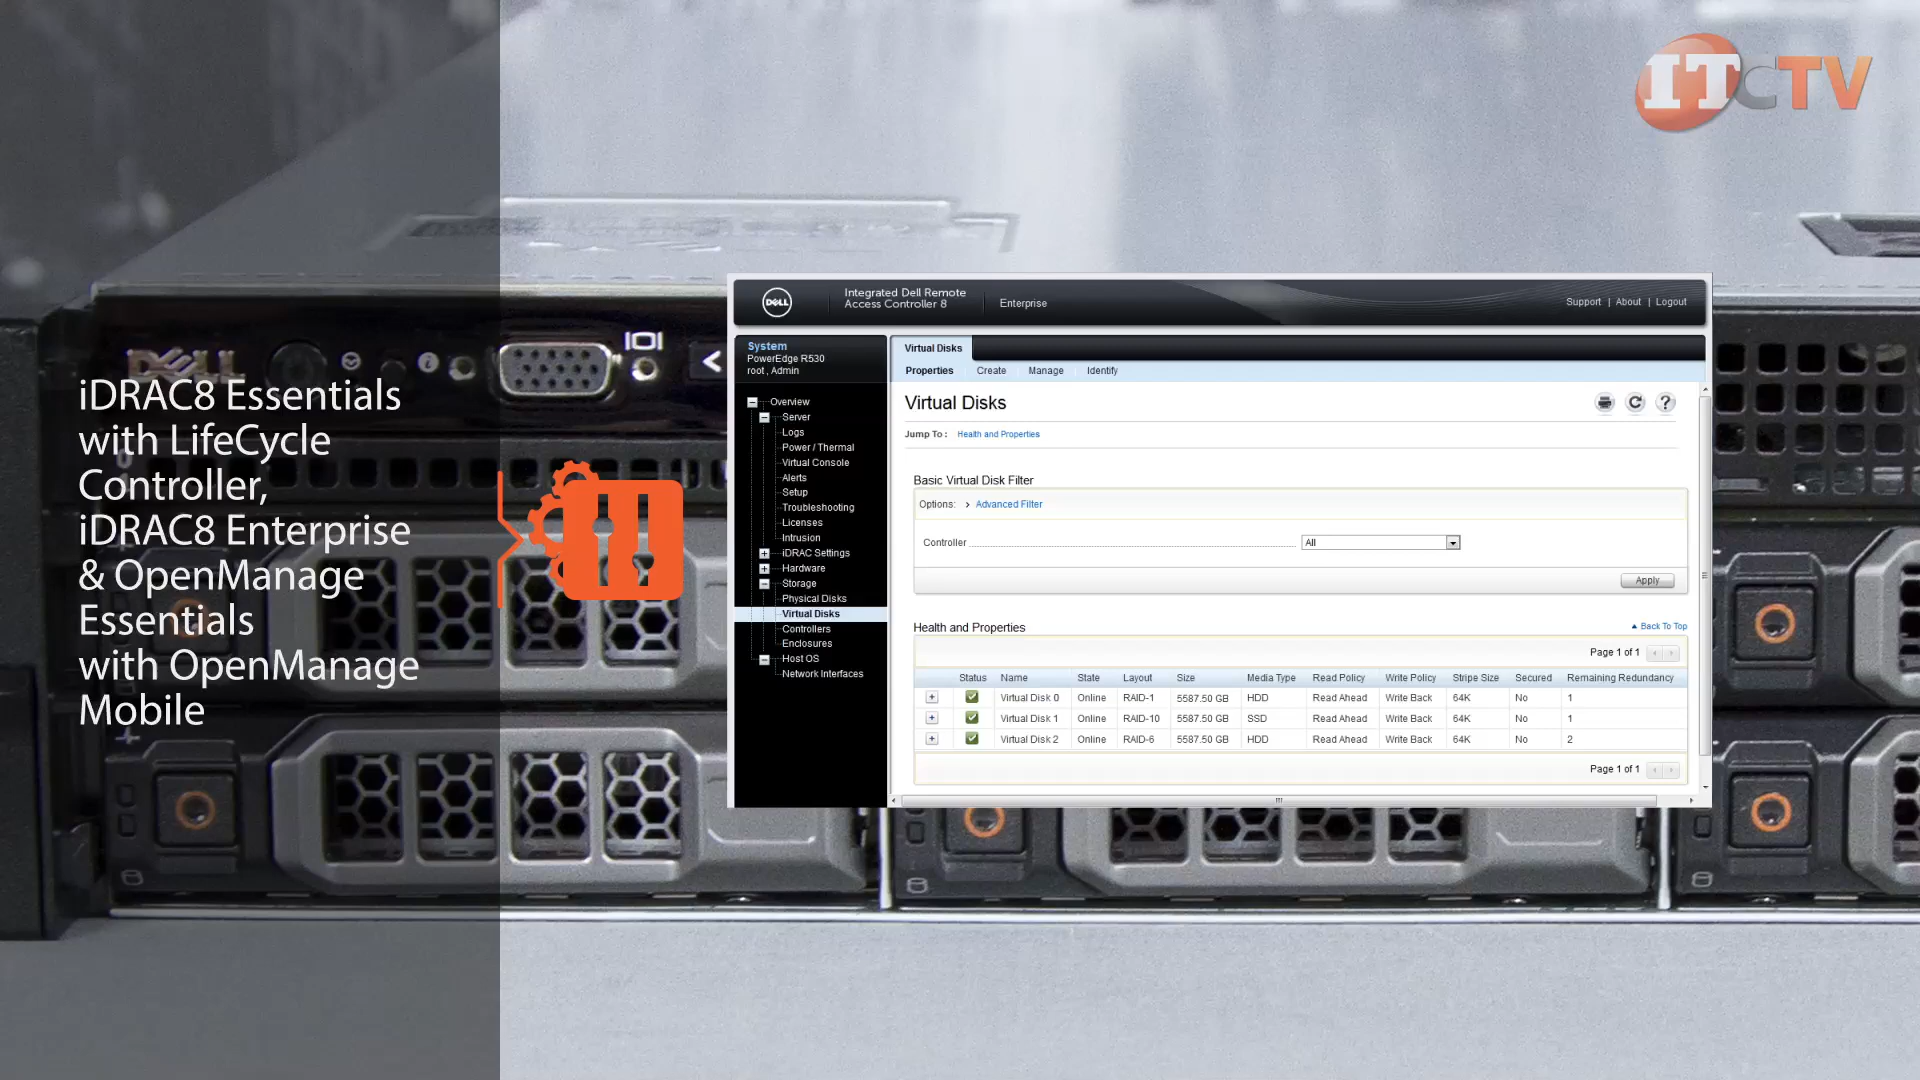 ITCTV
DELL
iDRAC8 Essentials
with LifeCycle
Controller,
iDRAC8 Enterprise
& OpenManage
Essentials
with OpenManage
Mobile
DELL
Integrated Dell Remote
Access Controller 8
Enterprise
Support | About | Logout
System
PowerEdge R530
root , Admin
Overview
Server
Logs
Power / Thermal
Virtual Console
Alerts
Setup
Troubleshooting
Licenses
Intrusion
iDRAC Settings
Hardware
Storage
Physical Disks
Virtual Disks
Controllers
Enclosures
Host OS
Network Interfaces
Virtual Disks
Properties Create Manage Identify
Virtual Disks
Jump To : Health and Properties
Basic Virtual Disk Filter
Options: Advanced Filter
Controller All
Apply
Health and Properties
Back To Top
Page 1 of 1
Status Name State Layout Size Media Type Read Policy Write Policy Stripe Size Secured Remaining Redundancy
Virtual Disk 0 Online RAID-1 5587.50 GB HDD Read Ahead Write Back 64K No 1
Virtual Disk 1 Online RAID-10 5587.50 GB SSD Read Ahead Write Back 64K No 1
Virtual Disk 2 Online RAID-6 5587.50 GB HDD Read Ahead Write Back 64K No 2
Page 1 of 1